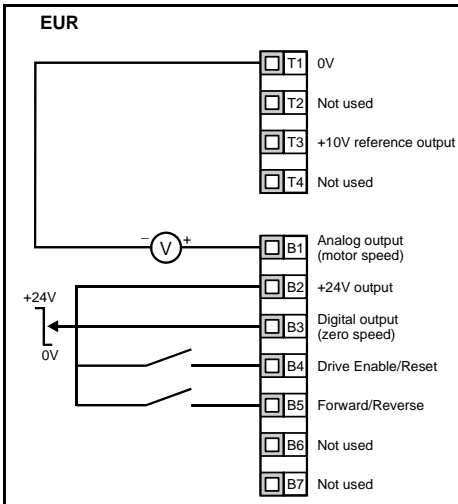 EUR
T1 0V
T2 Not used
T3 +10V reference output
T4 Not used
− V +
B1 Analog output
(motor speed)
B2 +24V output
+24V
B3 Digital output
(zero speed)
0V
B4 Drive Enable/Reset
B5 Forward/Reverse
B6 Not used
B7 Not used